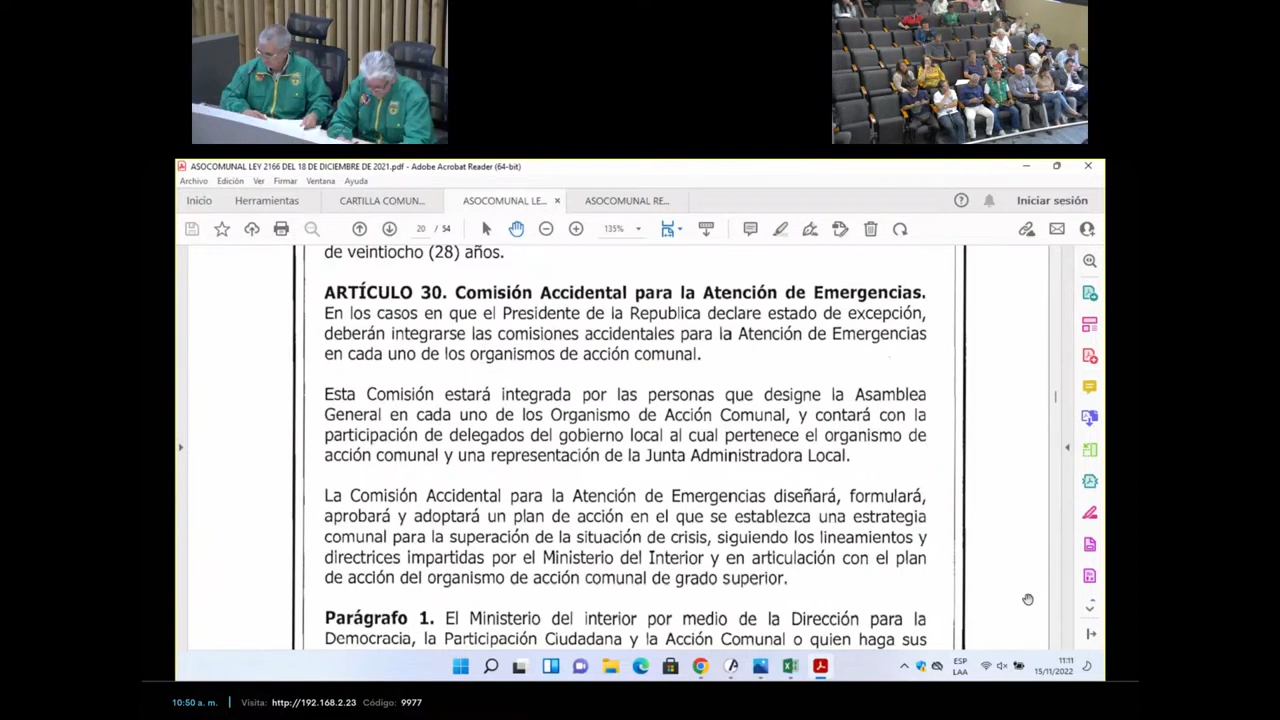 ASOCOMUNAL LEY 2166 DEL 18 DE DICIEMBRE DE 2021.pdf - Adobe Acrobat Reader (64-bit)
Archivo Edición Ver Firmar Ventana Ayuda
Inicio Herramientas CARTILLA COMUN... ASOCOMUNAL LE... × ASOCOMUNAL RE... Iniciar sesión
20 / 54 135%
de veintiocho (28) años.
ARTÍCULO 30. Comisión Accidental para la Atención de Emergencias.
En los casos en que el Presidente de la Republica declare estado de excepción,
deberán integrarse las comisiones accidentales para la Atención de Emergencias
en cada uno de los organismos de acción comunal.
Esta Comisión estará integrada por las personas que designe la Asamblea
General en cada uno de los Organismo de Acción Comunal, y contará con la
participación de delegados del gobierno local al cual pertenece el organismo de
acción comunal y una representación de la Junta Administradora Local.
La Comisión Accidental para la Atención de Emergencias diseñará, formulará,
aprobará y adoptará un plan de acción en el que se establezca una estrategia
comunal para la superación de la situación de crisis, siguiendo los lineamientos y
directrices impartidas por el Ministerio del Interior y en articulación con el plan
de acción del organismo de acción comunal de grado superior.
Parágrafo 1. El Ministerio del interior por medio de la Dirección para la
Democracia, la Participación Ciudadana y la Acción Comunal o quien haga sus
ESP
LAA
11:11
15/11/2022
10:50 a. m. Visita: http://192.168.2.23 Código: 9977